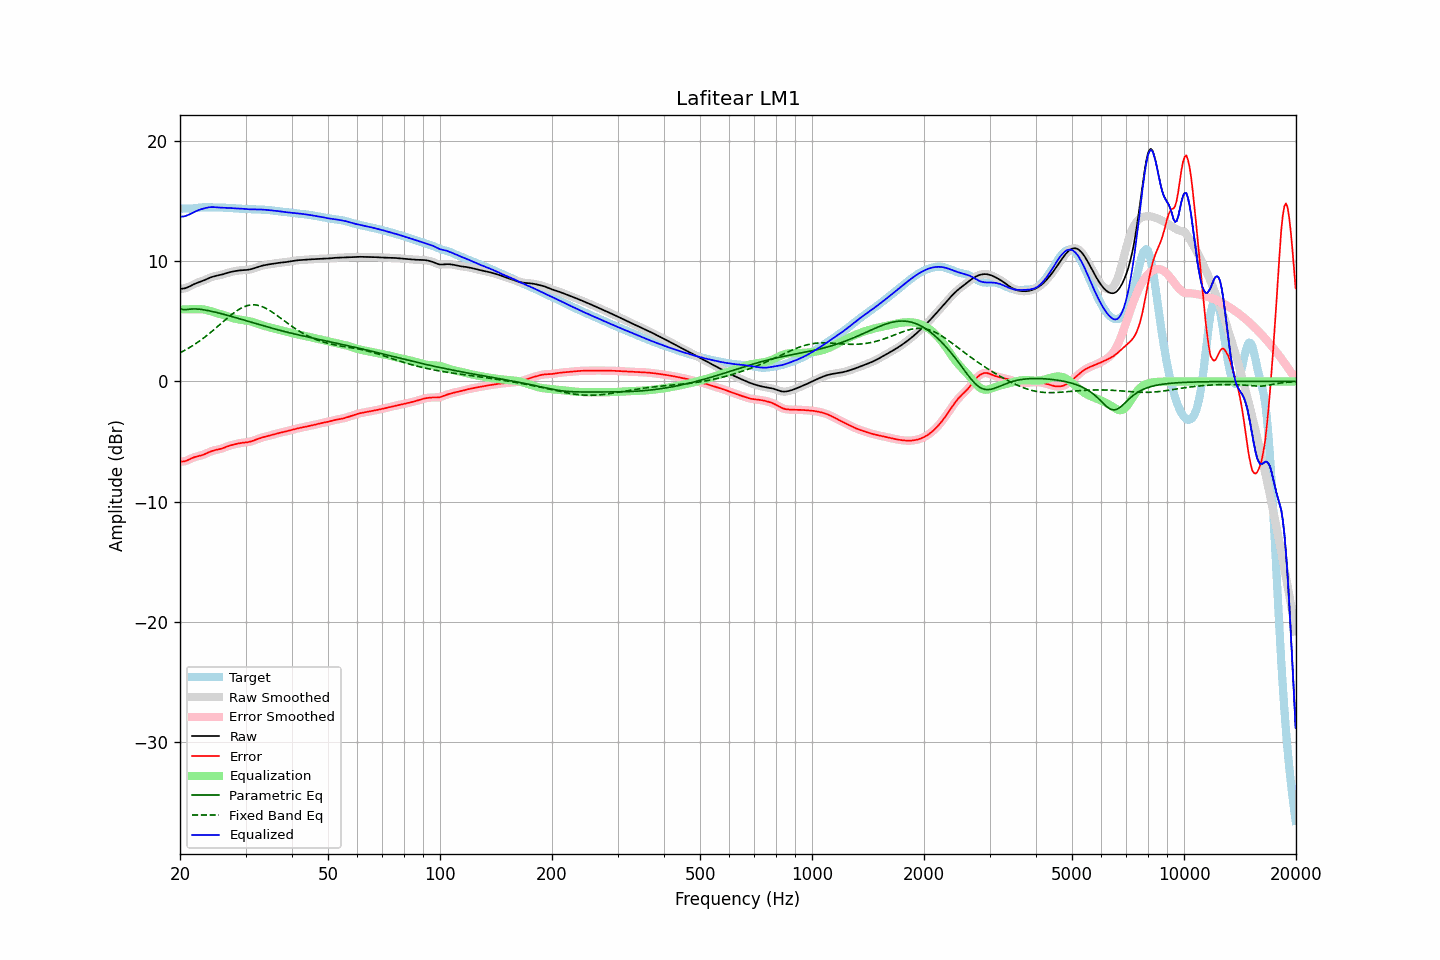 Lafitear LM1
20
10
0
−10
−20
−30
Amplitude (dBr)
Target
Raw Smoothed
Error Smoothed
Raw
Error
Equalization
Parametric Eq
Fixed Band Eq
Equalized
20
50
100
200
500
1000
2000
5000
10000
20000
Frequency (Hz)